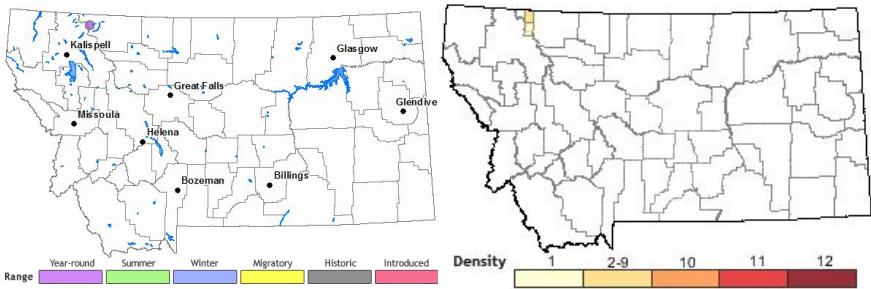 Kalispell
Glasgow
Great Falls
Glendive
Missoula
Helena
Bozeman
Billings
Range
Year-round Summer Winter Migratory Historic Introduced
Density
1 2-9 10 11 12